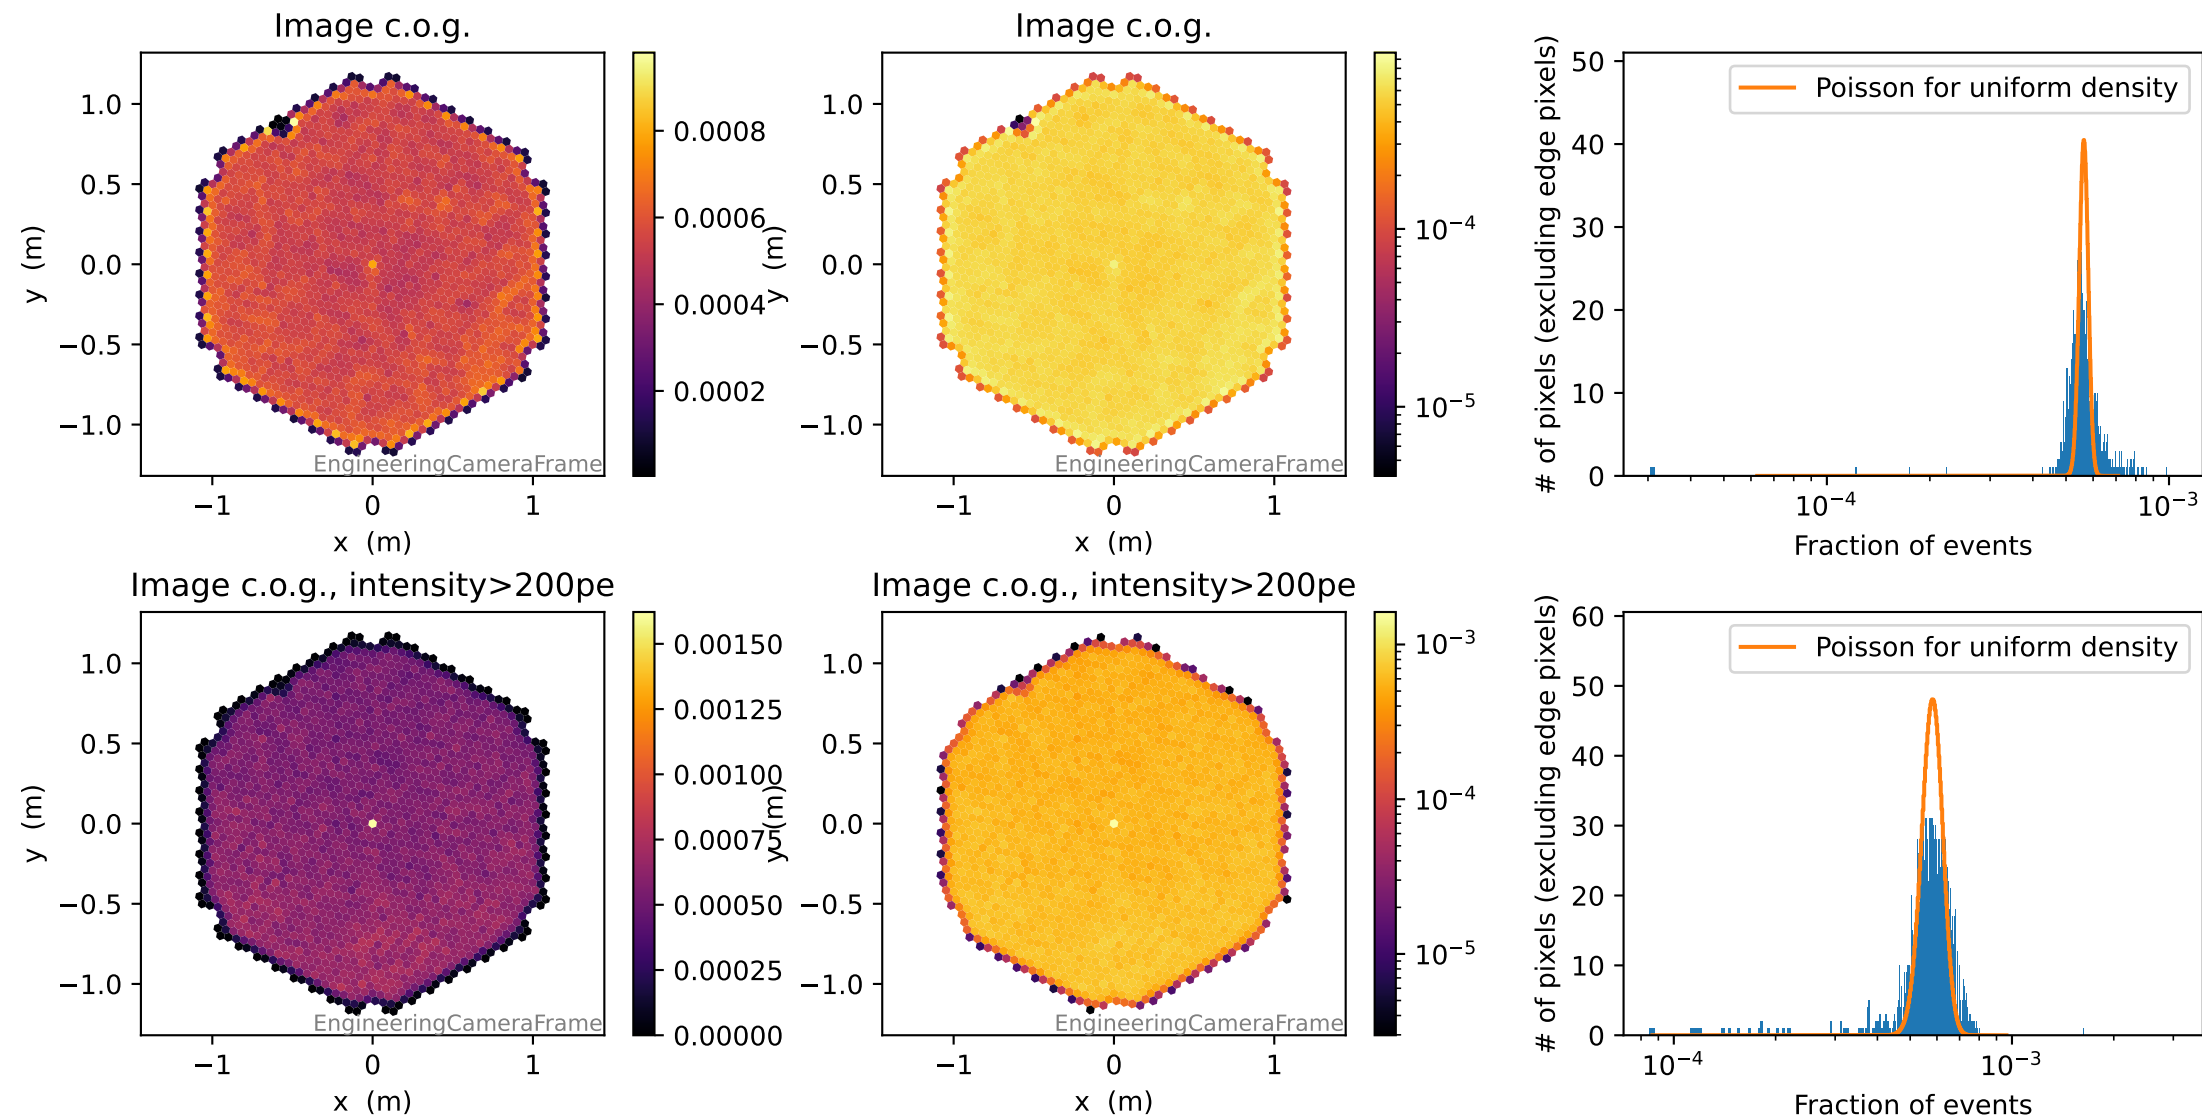 Image c.o.g.
1.0
0.5
0.0
−0.5
−1.0
y (m)
−1 0 1
x (m)
EngineeringCameraFrame
0.0008
0.0006
0.0004
0.0002
Image c.o.g.
1.0
0.5
0.0
−0.5
−1.0
y (m)
−1 0 1
x (m)
EngineeringCameraFrame
10⁻⁴
10⁻⁵
50
40
30
20
10
0
# of pixels (excluding edge pixels)
Poisson for uniform density
10⁻⁴ 10⁻³
Fraction of events
Image c.o.g., intensity>200pe
1.0
0.5
0.0
−0.5
−1.0
y (m)
−1 0 1
x (m)
EngineeringCameraFrame
0.00150
0.00125
0.00100
0.00075
0.00050
0.00025
0.00000
Image c.o.g., intensity>200pe
1.0
0.5
0.0
−0.5
−1.0
y (m)
−1 0 1
x (m)
EngineeringCameraFrame
10⁻³
10⁻⁴
10⁻⁵
60
50
40
30
20
10
0
# of pixels (excluding edge pixels)
Poisson for uniform density
10⁻⁴ 10⁻³
Fraction of events